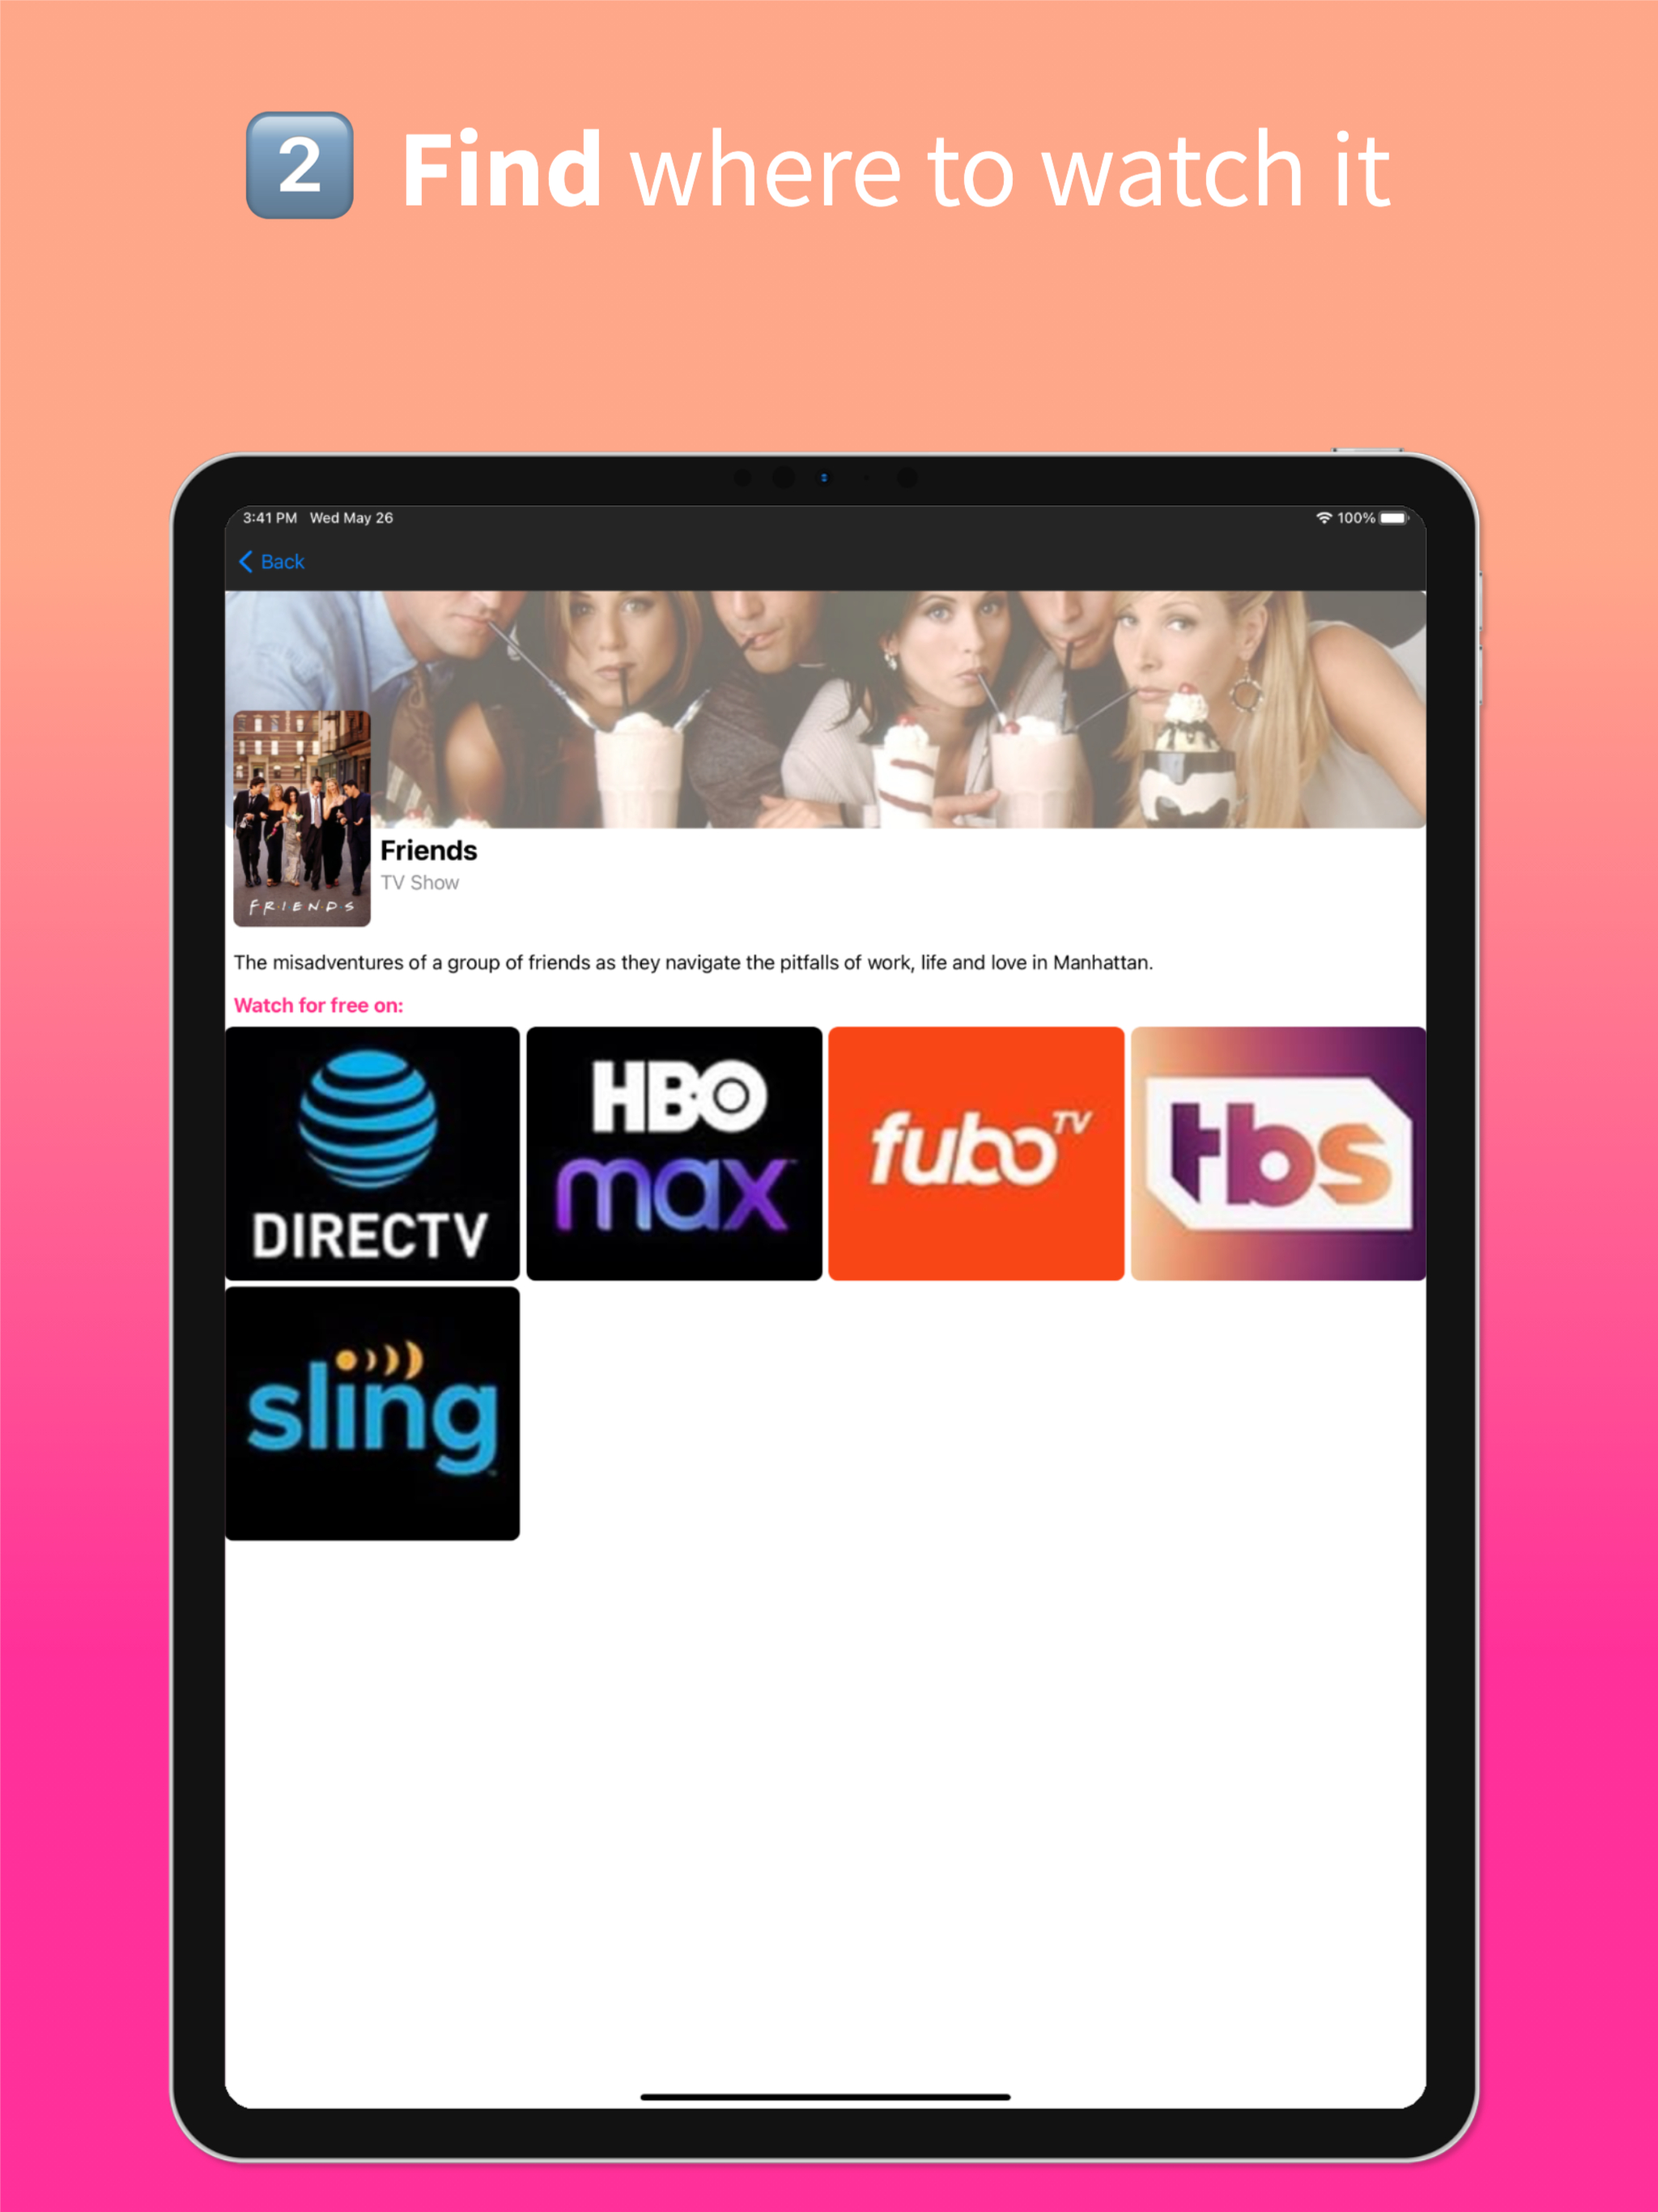 2 Find where to watch it
3:41 PM Wed May 26 100%
Back
F·R·I·E·N·D·S
Friends
TV Show
The misadventures of a group of friends as they navigate the pitfalls of work, life and love in Manhattan.
Watch for free on:
DIRECTV
HBO max
fubo TV
tbs
sling